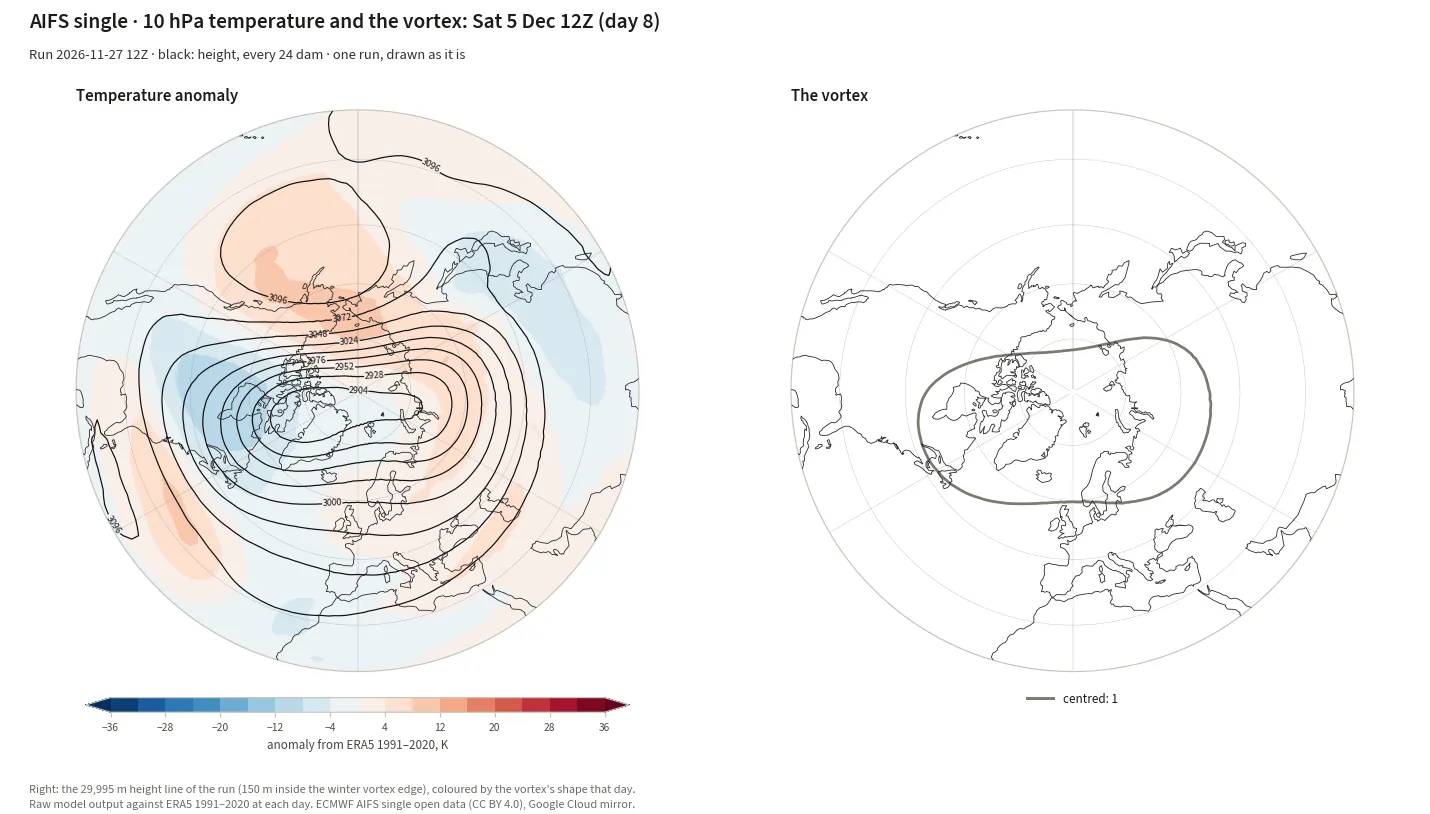 AIFS single · 10 hPa temperature and the vortex: Sat 5 Dec 12Z (day 8)
Run 2026-11-27 12Z · black: height, every 24 dam · one run, drawn as it is
Temperature anomaly
The vortex
3096
3096
3072
3048
3024
2976
2952
2928
2904
3000
3096
centred: 1
−36 −28 −20 −12 −4 4 12 20 28 36
anomaly from ERA5 1991–2020, K
Right: the 29,995 m height line of the run (150 m inside the winter vortex edge), coloured by the vortex's shape that day.
Raw model output against ERA5 1991–2020 at each day. ECMWF AIFS single open data (CC BY 4.0), Google Cloud mirror.